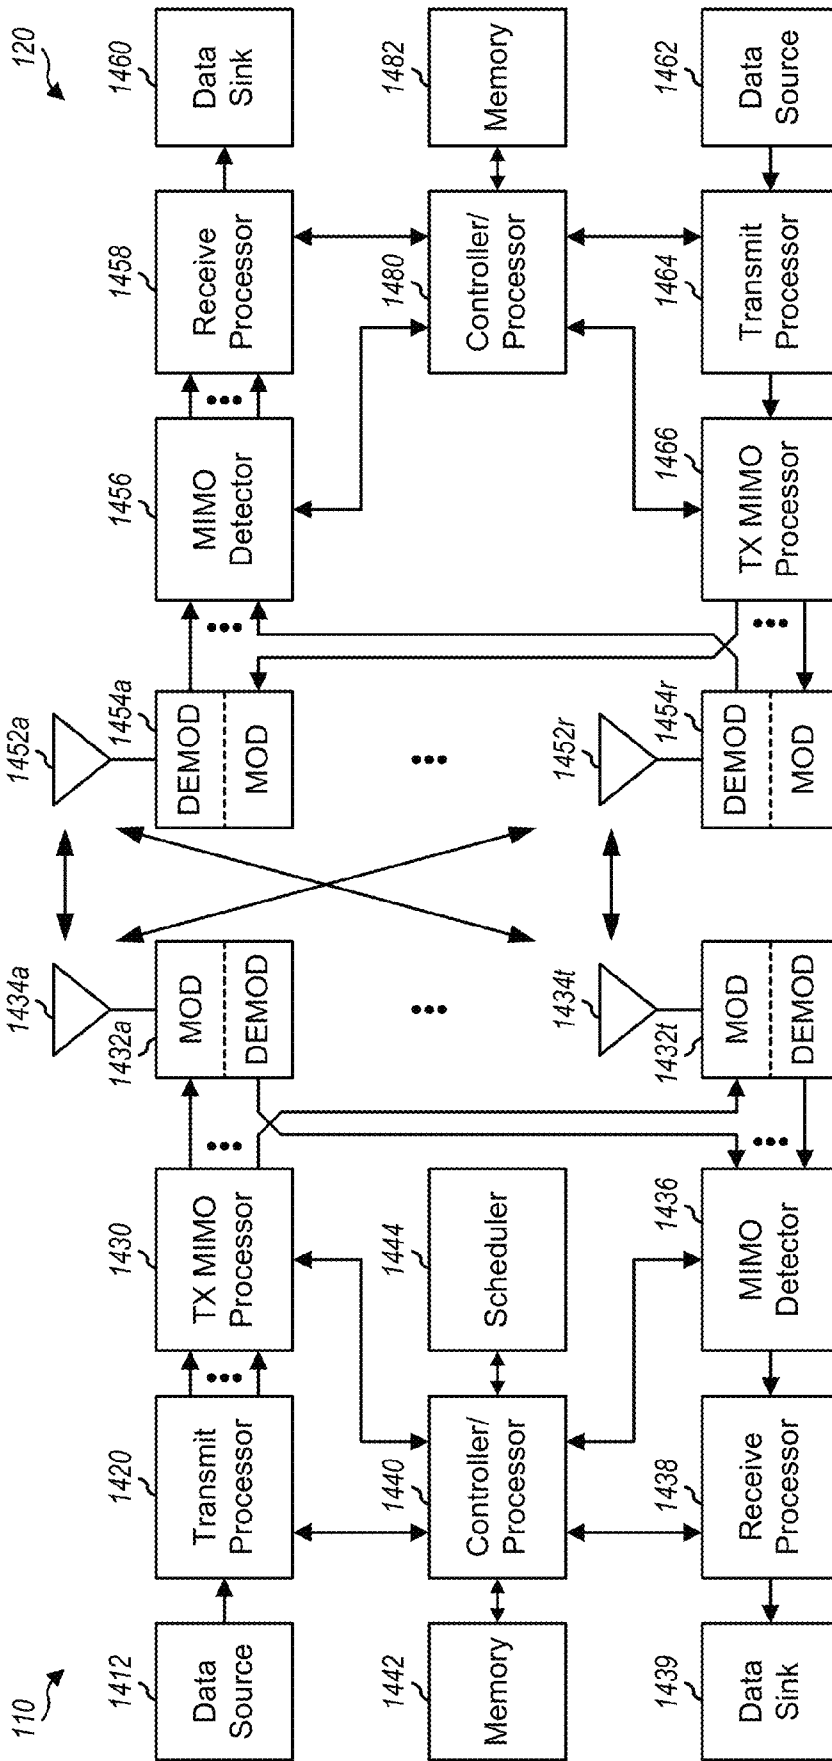 110
120
1412
Data
Source
1420
Transmit
Processor
1430
TX MIMO
Processor
1432a
MOD
DEMOD
1434a
1452a
1454a
DEMOD
MOD
1456
MIMO
Detector
1458
Receive
Processor
1460
Data
Sink
1442
Memory
1440
Controller/
Processor
1444
Scheduler
1480
Controller/
Processor
1482
Memory
1439
Data
Sink
1438
Receive
Processor
1436
MIMO
Detector
1432t
MOD
DEMOD
1434t
1452r
1454r
DEMOD
MOD
1466
TX MIMO
Processor
1464
Transmit
Processor
1462
Data
Source